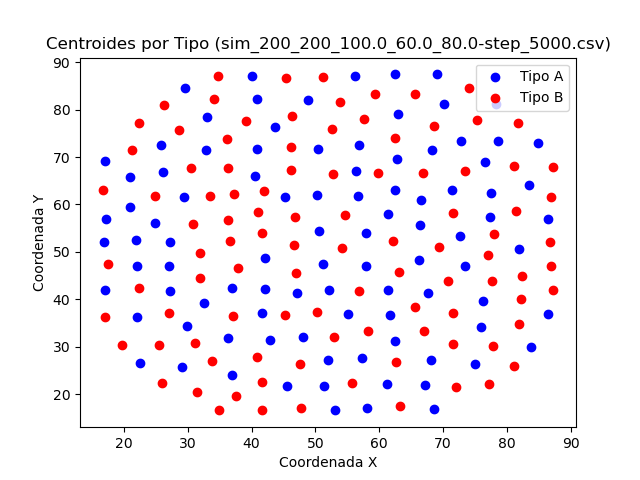 Centroides por Tipo (sim_200_200_100.0_60.0_80.0-step_5000.csv)
Tipo A
Tipo B
90
80
70
60
50
40
30
20
Coordenada Y
20 30 40 50 60 70 80 90
Coordenada X